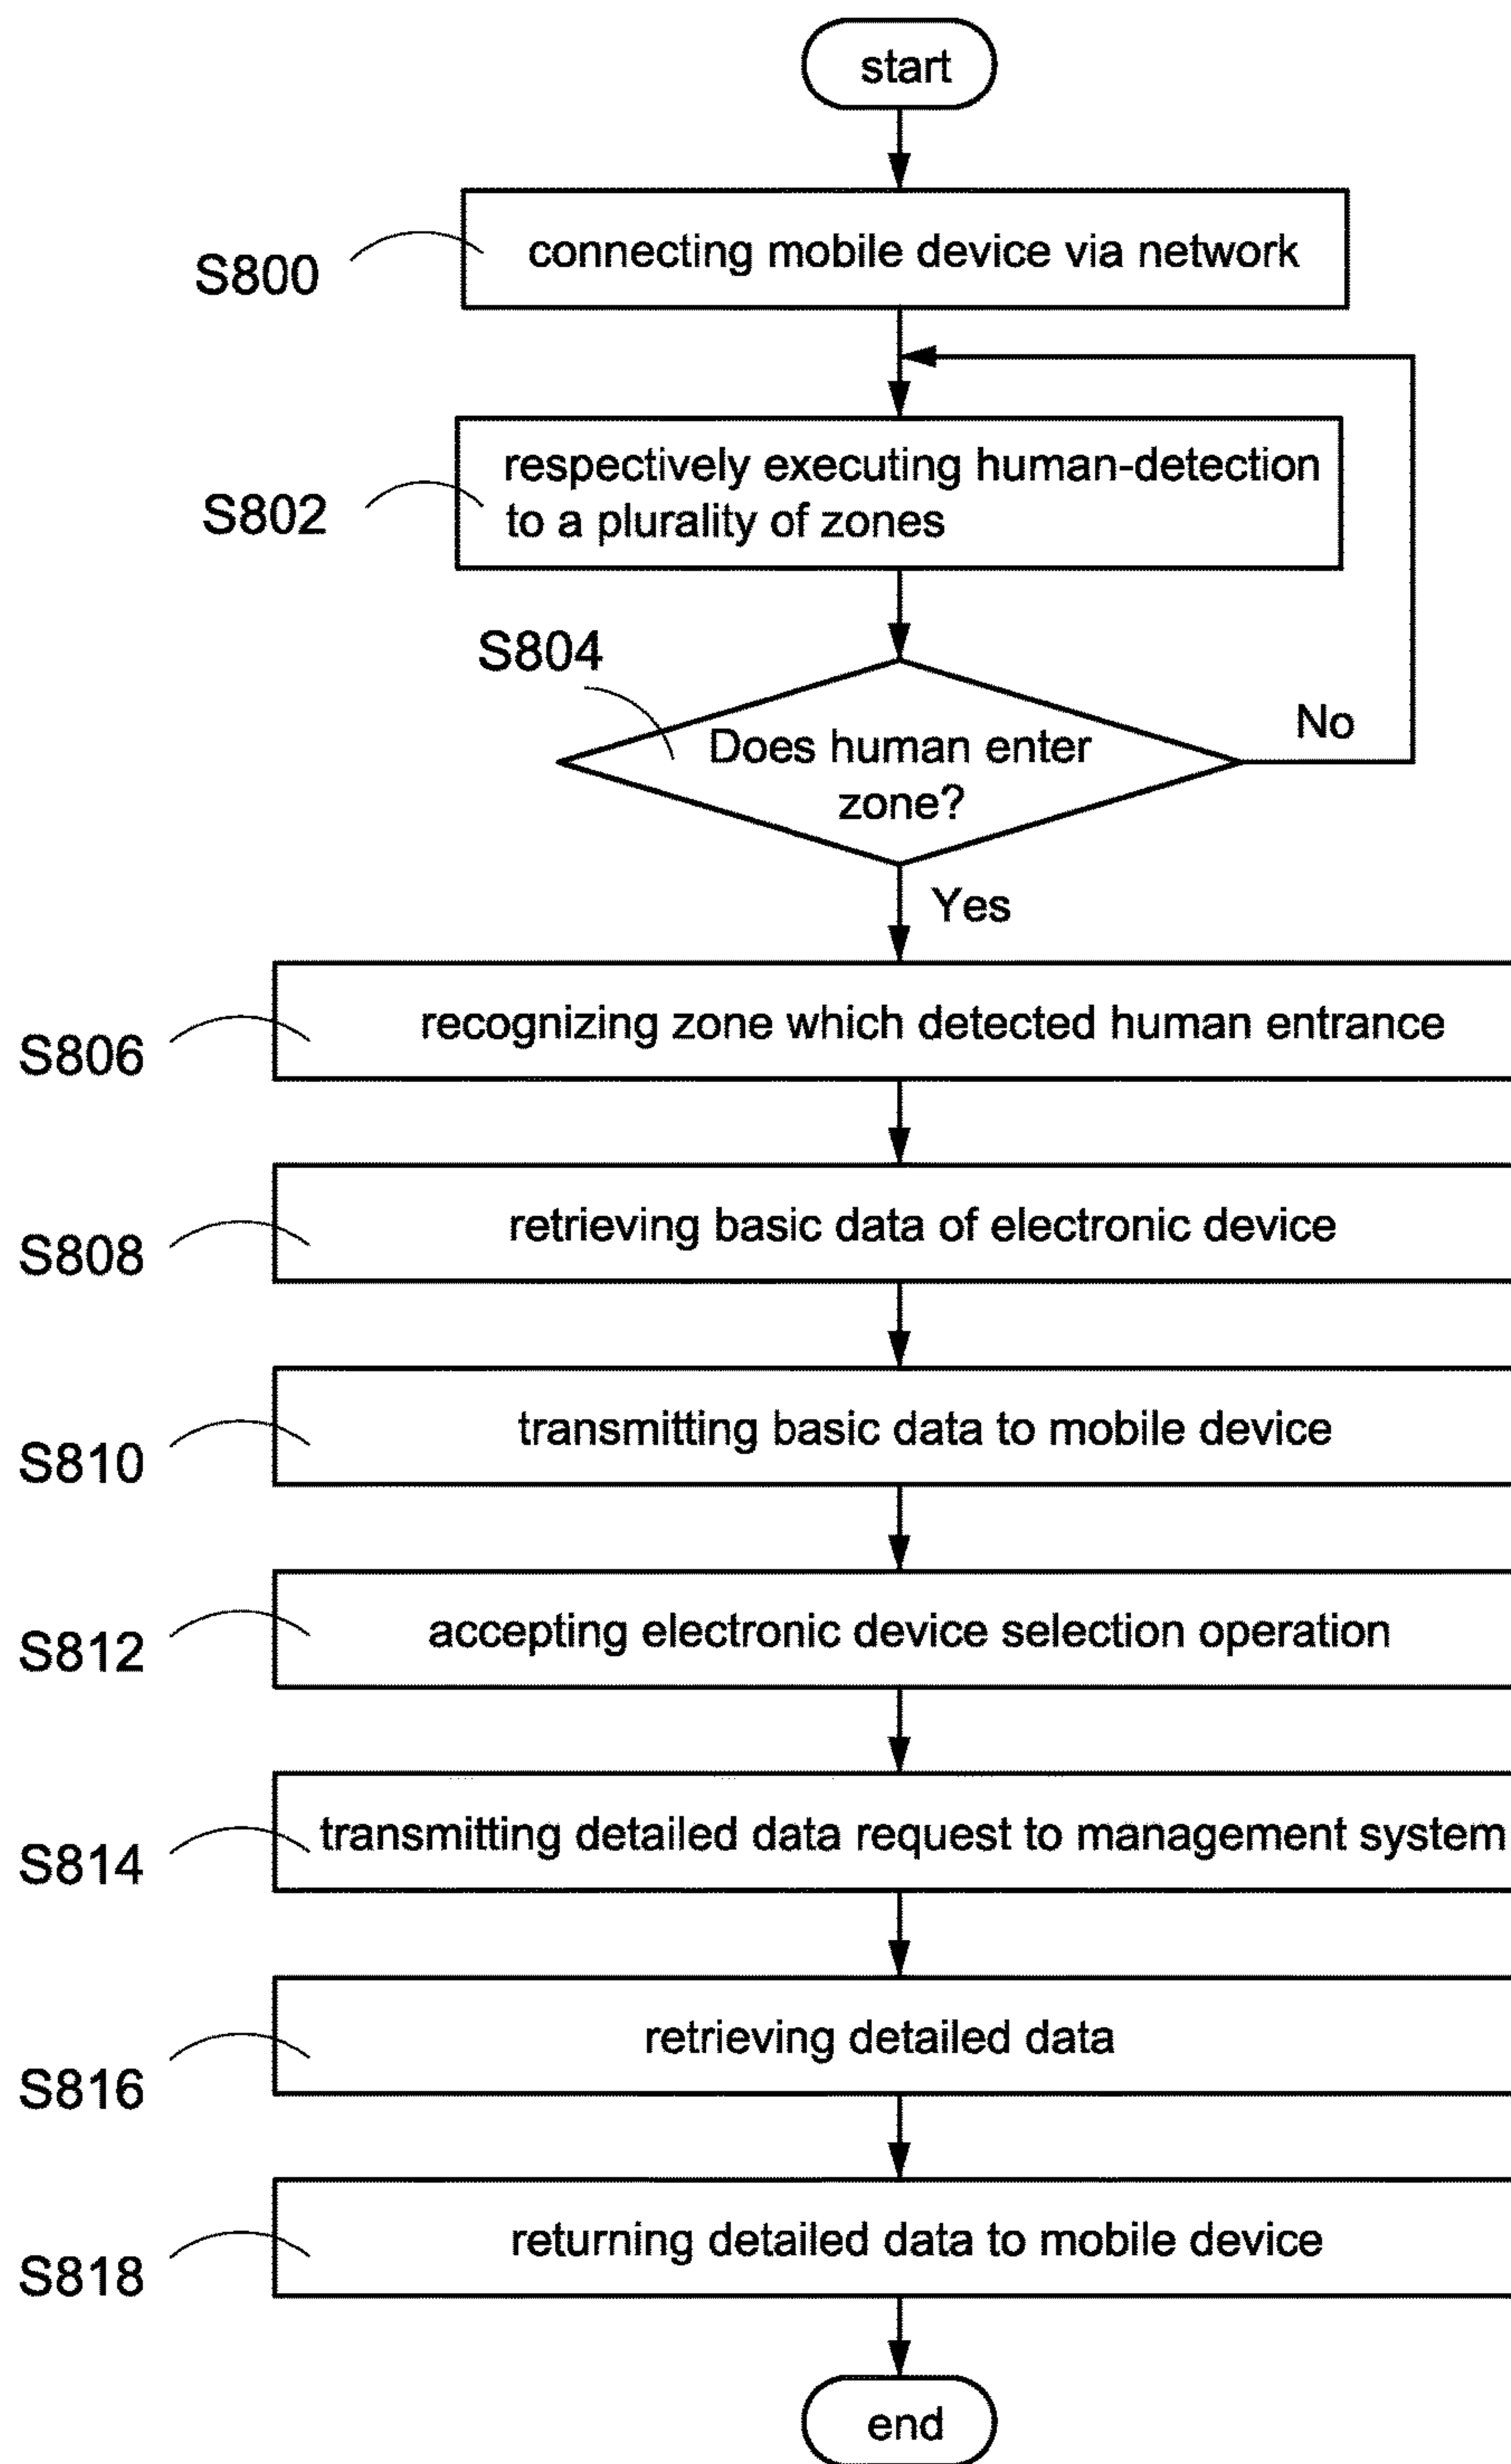 start
S800
connecting mobile device via network
S802
respectively executing human-detection
to a plurality of zones
S804
Does human enter
zone?
No
Yes
S806
recognizing zone which detected human entrance
S808
retrieving basic data of electronic device
S810
transmitting basic data to mobile device
S812
accepting electronic device selection operation
S814
transmitting detailed data request to management system
S816
retrieving detailed data
S818
returning detailed data to mobile device
end